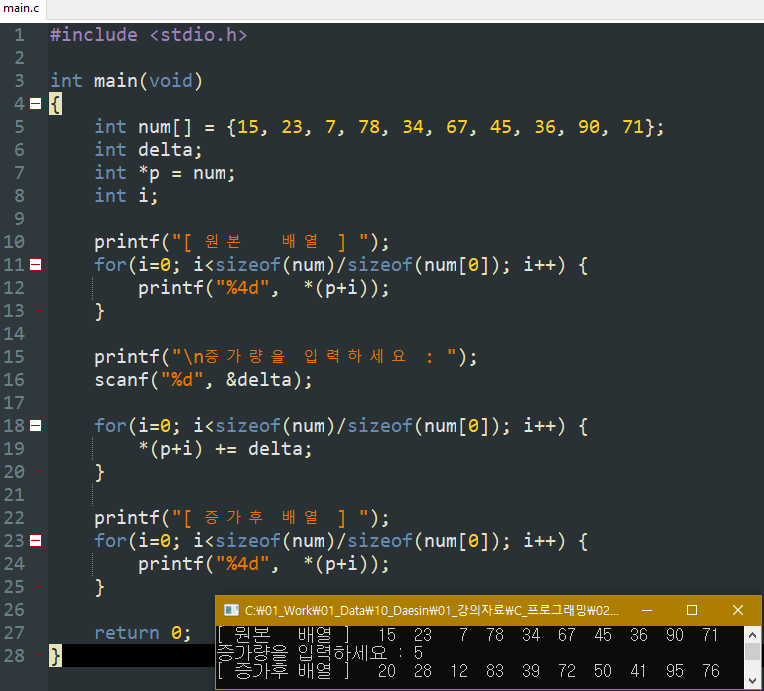 main.c
1 #include <stdio.h>
2
3 int main(void)
4 {
5 int num[] = {15, 23, 7, 78, 34, 67, 45, 36, 90, 71};
6 int delta;
7 int *p = num;
8 int i;
9
10 printf("[ 원본   배열 ] ");
11 for(i=0; i<sizeof(num)/sizeof(num[0]); i++) {
12 printf("%4d",  *(p+i));
13 }
14
15 printf("\n증가량을 입력하세요 : ");
16 scanf("%d", &delta);
17
18 for(i=0; i<sizeof(num)/sizeof(num[0]); i++) {
19 *(p+i) += delta;
20 }
21
22 printf("[ 증가후 배열 ] ");
23 for(i=0; i<sizeof(num)/sizeof(num[0]); i++) {
24 printf("%4d",  *(p+i));
25 }
26
27 return 0;
28 }
C:₩01_Work₩01_Data₩10_Daesin₩01_강의자료₩C_프로그래밍₩02...
[ 원본   배열 ]   15  23   7  78  34  67  45  36  90  71
증가량을 입력하세요 : 5
[ 증가후 배열 ]   20  28  12  83  39  72  50  41  95  76